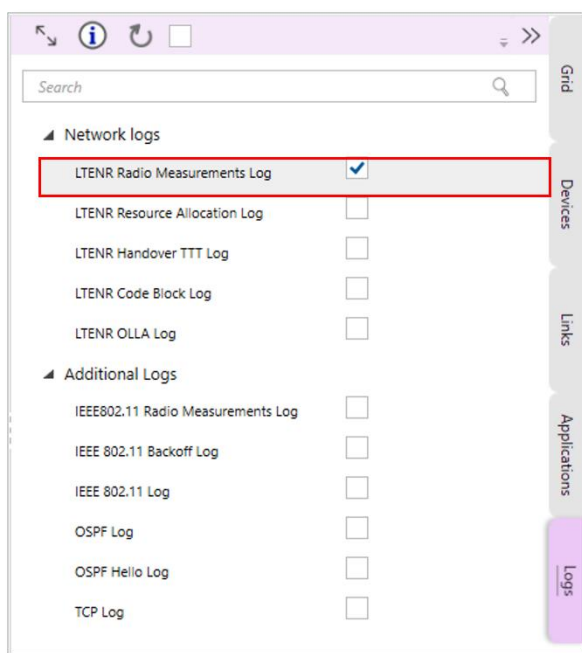 Search
Network logs
LTENR Radio Measurements Log
LTENR Resource Allocation Log
LTENR Handover TTT Log
LTENR Code Block Log
LTENR OLLA Log
Additional Logs
IEEE802.11 Radio Measurements Log
IEEE 802.11 Backoff Log
IEEE 802.11 Log
OSPF Log
OSPF Hello Log
TCP Log
Grid
Devices
Links
Applications
Logs